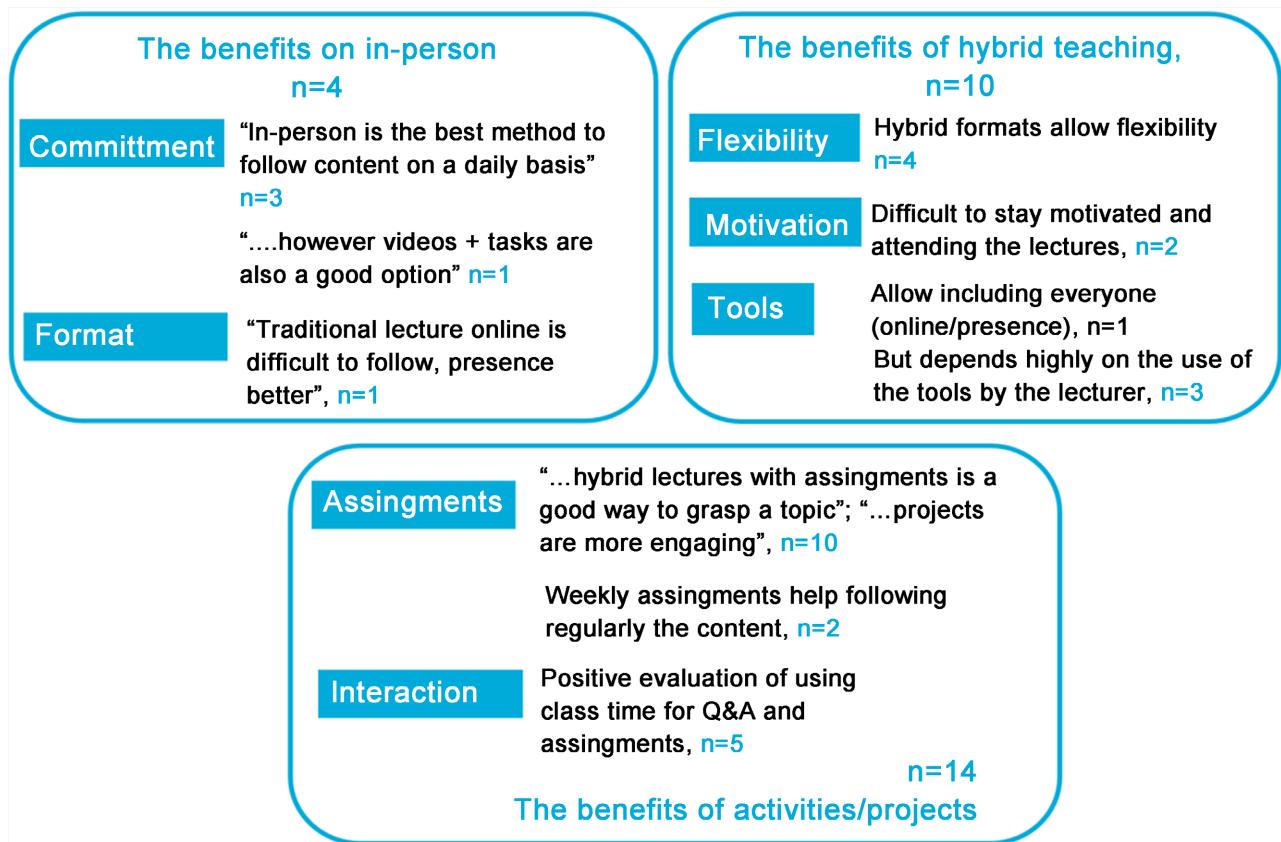 The benefits on in-person
n=4
Committment
“In-person is the best method to
follow content on a daily basis”
n=3
“....however videos + tasks are
also a good option” n=1
Format
“Traditional lecture online is
difficult to follow, presence
better”, n=1
The benefits of hybrid teaching,
n=10
Flexibility
Hybrid formats allow flexibility
n=4
Motivation
Difficult to stay motivated and
attending the lectures, n=2
Tools
Allow including everyone
(online/presence), n=1
But depends highly on the use of
the tools by the lecturer, n=3
Assingments
“...hybrid lectures with assingments is a
good way to grasp a topic”; “...projects
are more engaging”, n=10
Weekly assingments help following
regularly the content, n=2
Interaction
Positive evaluation of using
class time for Q&A and
assingments, n=5
n=14
The benefits of activities/projects